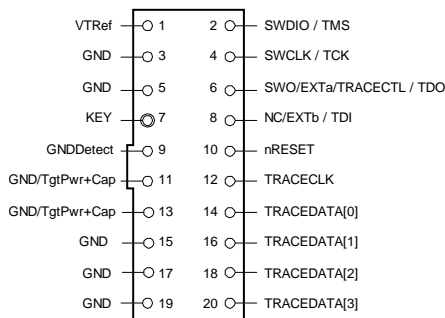 VTRef 1 2 SWDIO / TMS
GND 3 4 SWCLK / TCK
GND 5 6 SWO/EXTa/TRACECTL / TDO
KEY 7 8 NC/EXTb / TDI
GNDDetect 9 10 nRESET
GND/TgtPwr+Cap 11 12 TRACECLK
GND/TgtPwr+Cap 13 14 TRACEDATA[0]
GND 15 16 TRACEDATA[1]
GND 17 18 TRACEDATA[2]
GND 19 20 TRACEDATA[3]